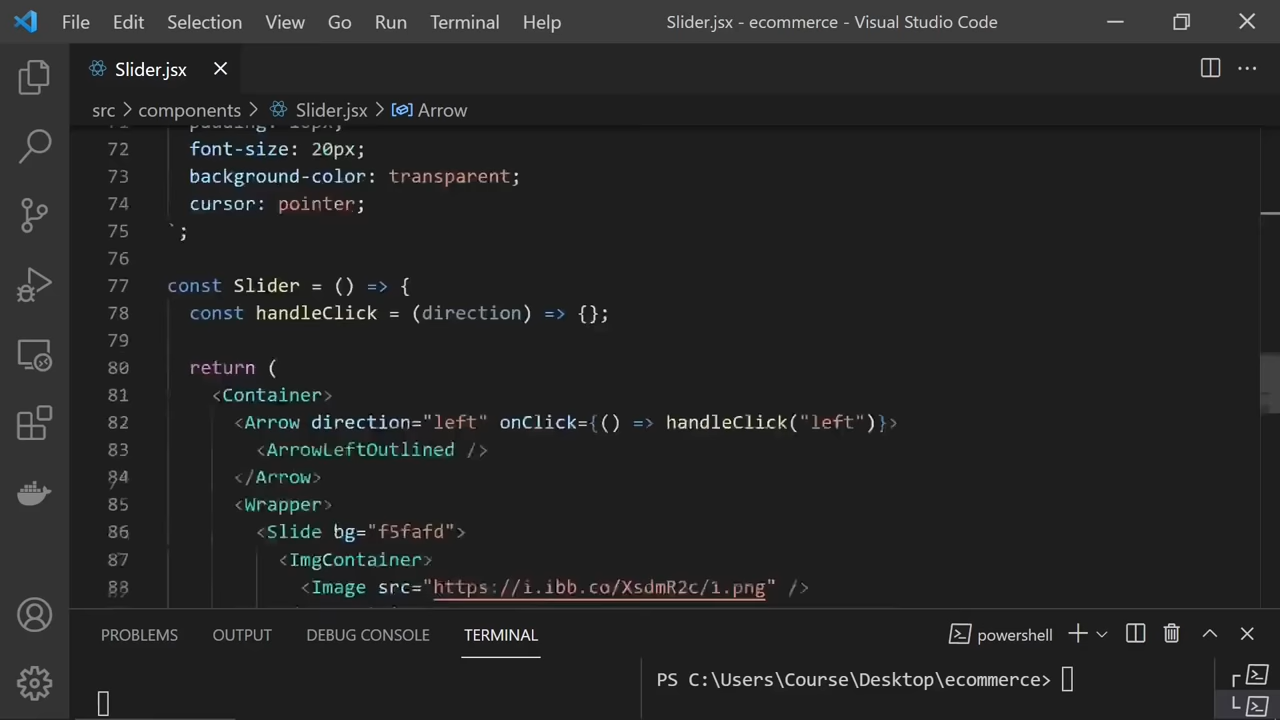 File Edit Selection View Go Run Terminal Help Slider.jsx - ecommerce - Visual Studio Code
Slider.jsx
src > components > Slider.jsx > Arrow
72 font-size: 20px;
73 background-color: transparent;
74 cursor: pointer;
75 `;
76
77 const Slider = () => {
78 const handleClick = (direction) => {};
79
80 return (
81 <Container>
82 <Arrow direction="left" onClick={() => handleClick("left")}>
83 <ArrowLeftOutlined />
84 </Arrow>
85 <Wrapper>
86 <Slide bg="f5fafd">
87 <ImgContainer>
88 <Image src="https://i.ibb.co/XsdmR2c/1.png" />
PROBLEMS OUTPUT DEBUG CONSOLE TERMINAL powershell
PS C:\Users\Course\Desktop\ecommerce>